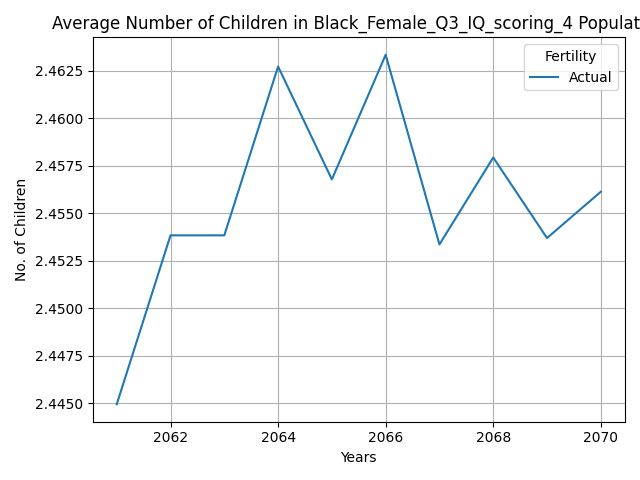 Average Number of Children in Black_Female_Q3_IQ_scoring_4 Populat
Fertility
Actual
2.4625
2.4600
2.4575
2.4550
2.4525
2.4500
2.4475
2.4450
No. of Children
2062 2064 2066 2068 2070
Years